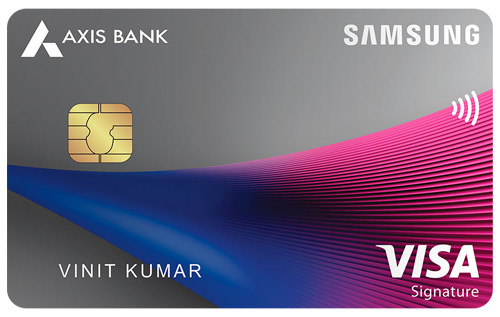 AXIS BANK
SAMSUNG
VINIT KUMAR
VISA
Signature